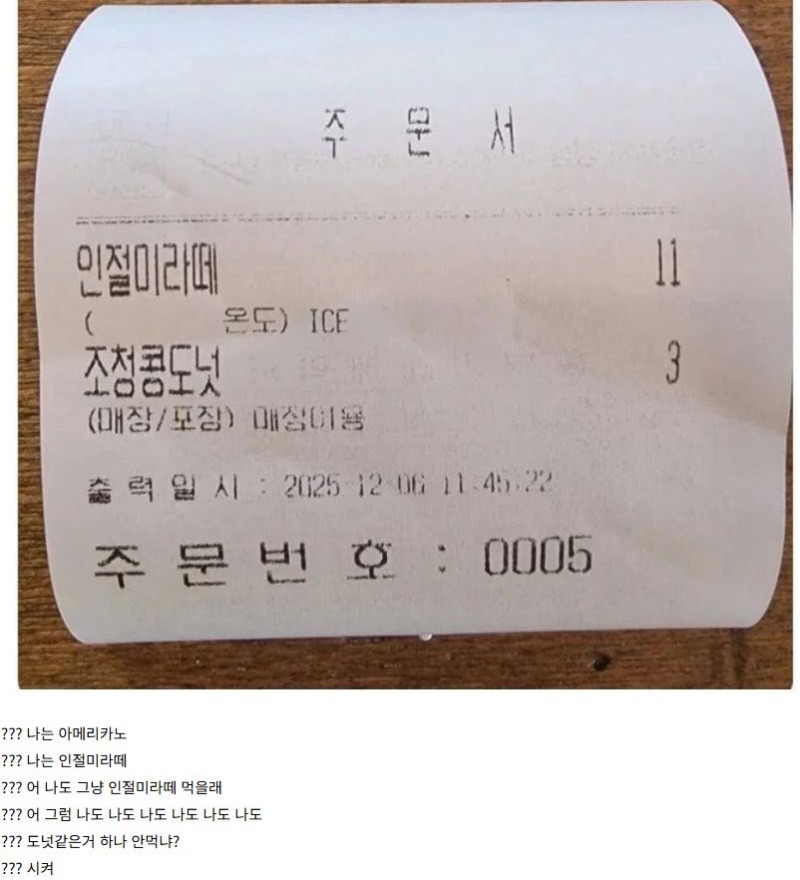 주 문 서
인절미라떼 11
( 온도) ICE
조청콩도넛 3
(매장/포장) 매장이용
출 력 일 시 : 2025-12-06 11:45:22
주 문 번 호 : 0005
??? 나는 아메리카노
??? 나는 인절미라떼
??? 어 나도 그냥 인절미라떼 먹을래
??? 어 그럼 나도 나도 나도 나도 나도 나도
??? 도넛같은거 하나 안먹냐?
??? 시켜